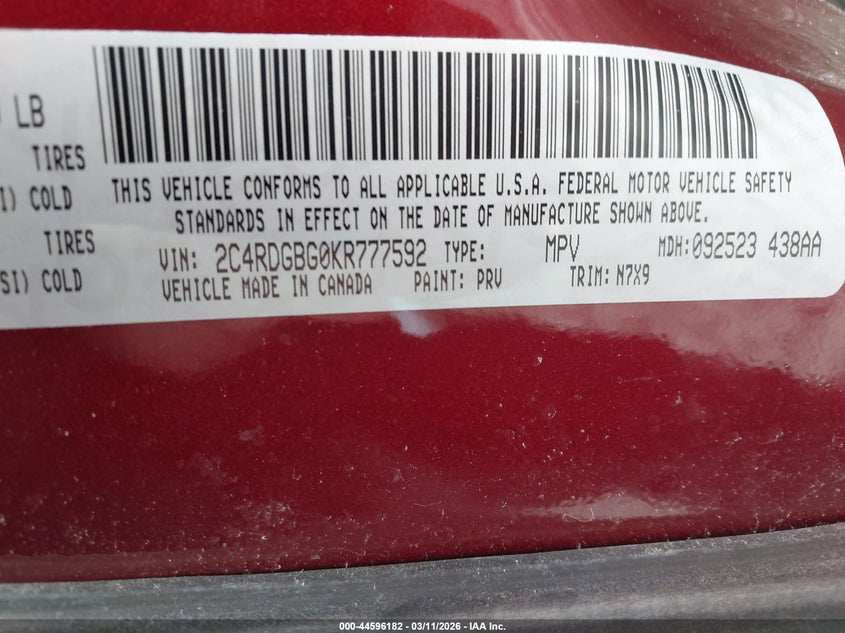 LB
TIRES
I) COLD
TIRES
SI) COLD
THIS VEHICLE CONFORMS TO ALL APPLICABLE U.S.A. FEDERAL MOTOR VEHICLE SAFETY
STANDARDS IN EFFECT ON THE DATE OF MANUFACTURE SHOWN ABOVE.
VIN: 2C4RDGBG0KR777592 TYPE: MPV MDH:092523 438AA
VEHICLE MADE IN CANADA PAINT: PRV TRIM: N7X9
000-44596182 - 03/11/2026 - IAA Inc.